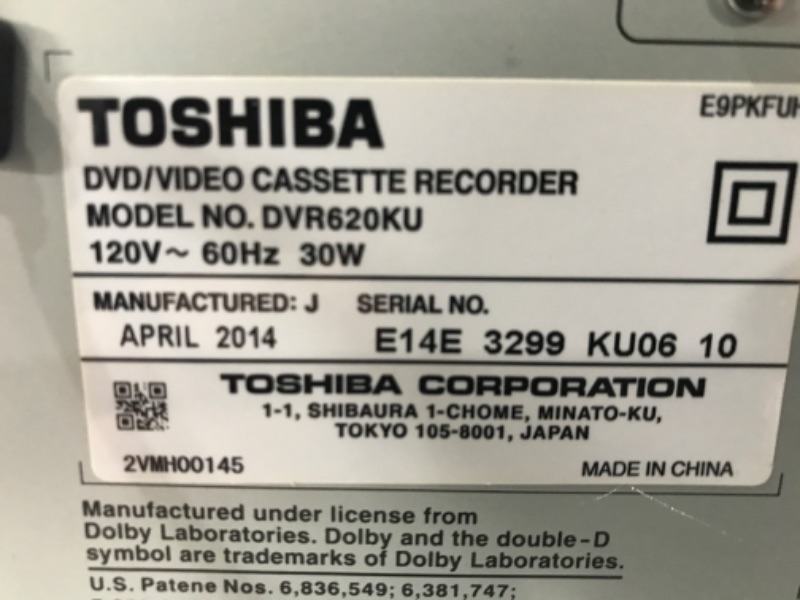 TOSHIBA
E9PKFUH
DVD/VIDEO CASSETTE RECORDER
MODEL NO. DVR620KU
120V~ 60Hz 30W
MANUFACTURED: J SERIAL NO.
APRIL 2014 E14E 3299 KU06 10
TOSHIBA CORPORATION
1-1, SHIBAURA 1-CHOME, MINATO-KU,
TOKYO 105-8001, JAPAN
2VMH00145
MADE IN CHINA
Manufactured under license from
Dolby Laboratories. Dolby and the double-D
symbol are trademarks of Dolby Laboratories.
U.S. Patene Nos. 6,836,549; 6,381,747;